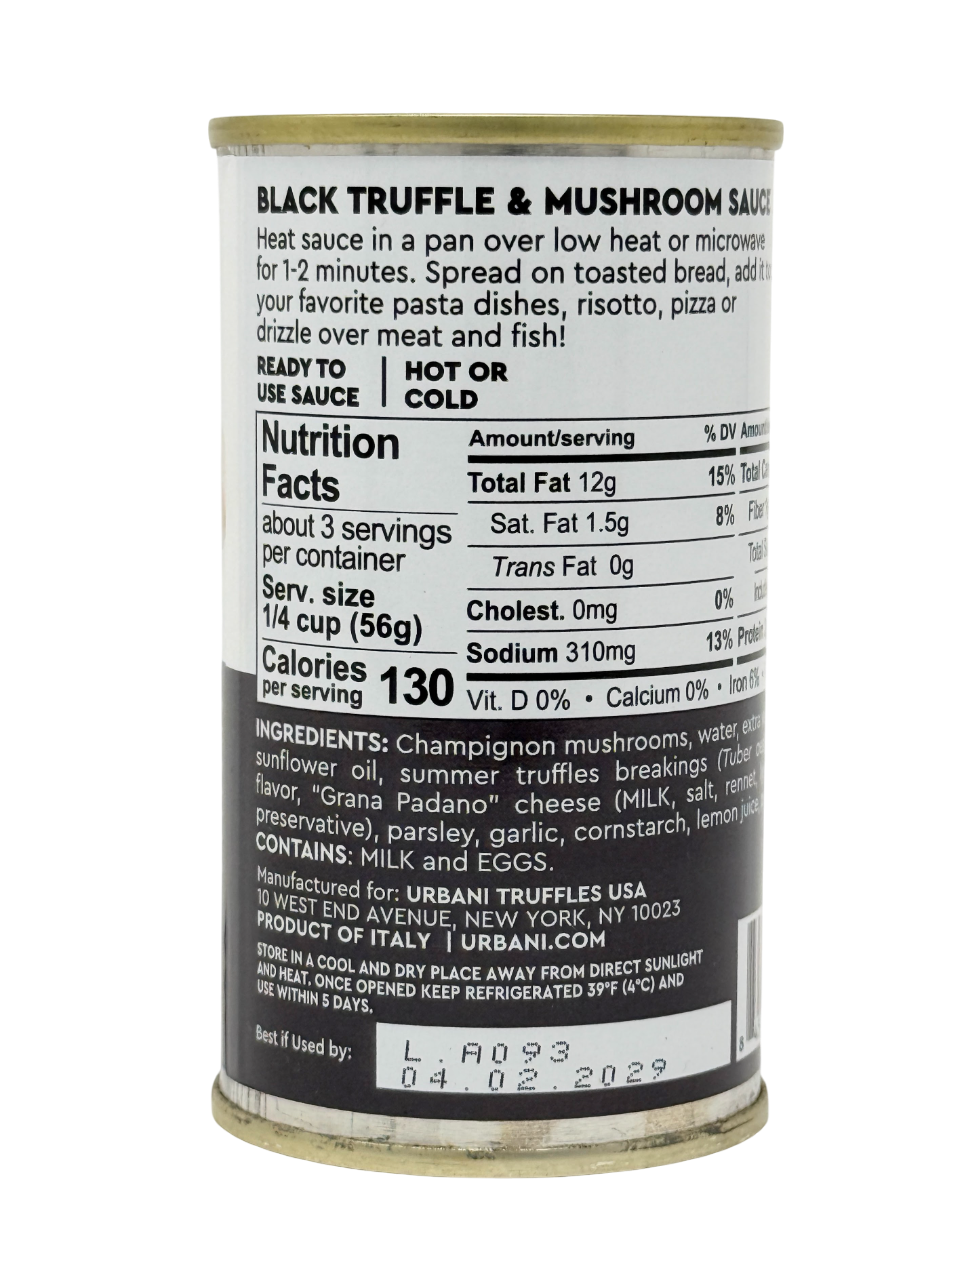 BLACK TRUFFLE & MUSHROOM SAUCE
Heat sauce in a pan over low heat or microwave
for 1-2 minutes. Spread on toasted bread, add it to
your favorite pasta dishes, risotto, pizza or
drizzle over meat and fish!
READY TO
USE SAUCE
HOT OR
COLD
Nutrition
Facts
about 3 servings
per container
Serv. size
1/4 cup (56g)
Calories
per serving 130
Amount/serving % DV
Total Fat 12g 15%
Sat. Fat 1.5g 8%
Trans Fat 0g
Cholest. 0mg 0%
Sodium 310mg 13%
Vit. D 0% • Calcium 0% • Iron 6% •
Total
Fiber
Total
Protein
INGREDIENTS: Champignon mushrooms, water, extra
sunflower oil, summer truffles breakings (Tuber
flavor, "Grana Padano" cheese (MILK, salt, rennet,
preservative), parsley, garlic, cornstarch, lemon juice,
CONTAINS: MILK and EGGS.
Manufactured for: URBANI TRUFFLES USA
10 WEST END AVENUE, NEW YORK, NY 10023
PRODUCT OF ITALY | URBANI.COM
STORE IN A COOL AND DRY PLACE AWAY FROM DIRECT SUNLIGHT
AND HEAT. ONCE OPENED KEEP REFRIGERATED 39°F (4°C) AND
USE WITHIN 5 DAYS.
Best if Used by:
L. A093
04.02.2029
8